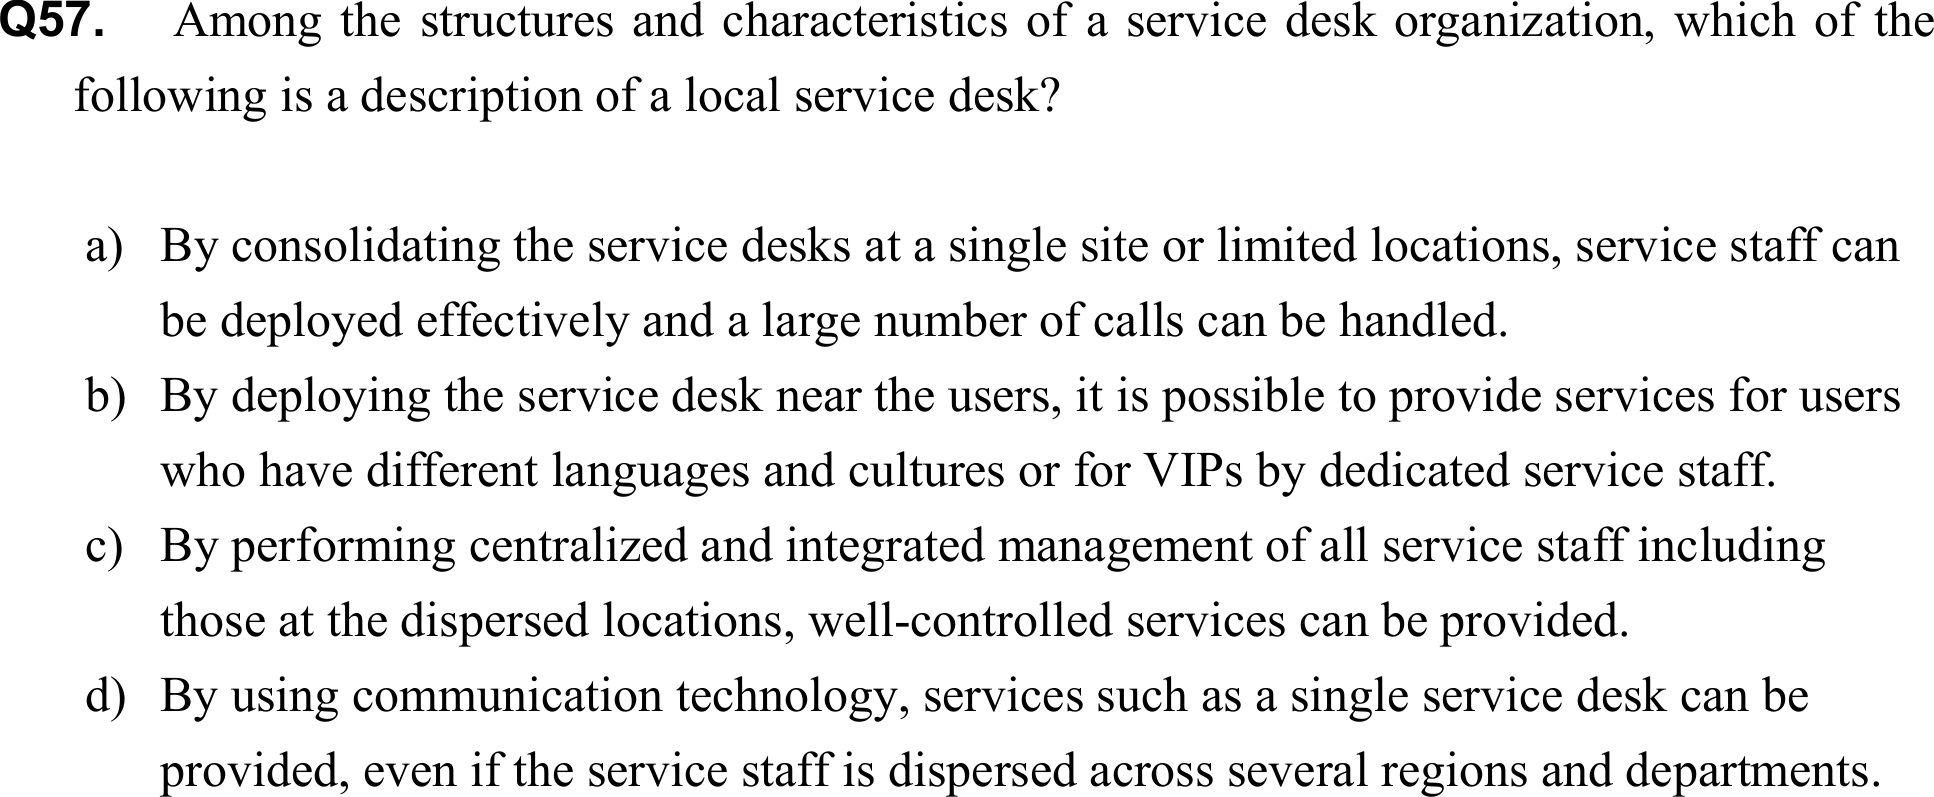 Q57. Among the structures and characteristics of a service desk organization, which of the
following is a description of a local service desk?
a) By consolidating the service desks at a single site or limited locations, service staff can
be deployed effectively and a large number of calls can be handled.
b) By deploying the service desk near the users, it is possible to provide services for users
who have different languages and cultures or for VIPs by dedicated service staff.
c) By performing centralized and integrated management of all service staff including
those at the dispersed locations, well-controlled services can be provided.
d) By using communication technology, services such as a single service desk can be
provided, even if the service staff is dispersed across several regions and departments.